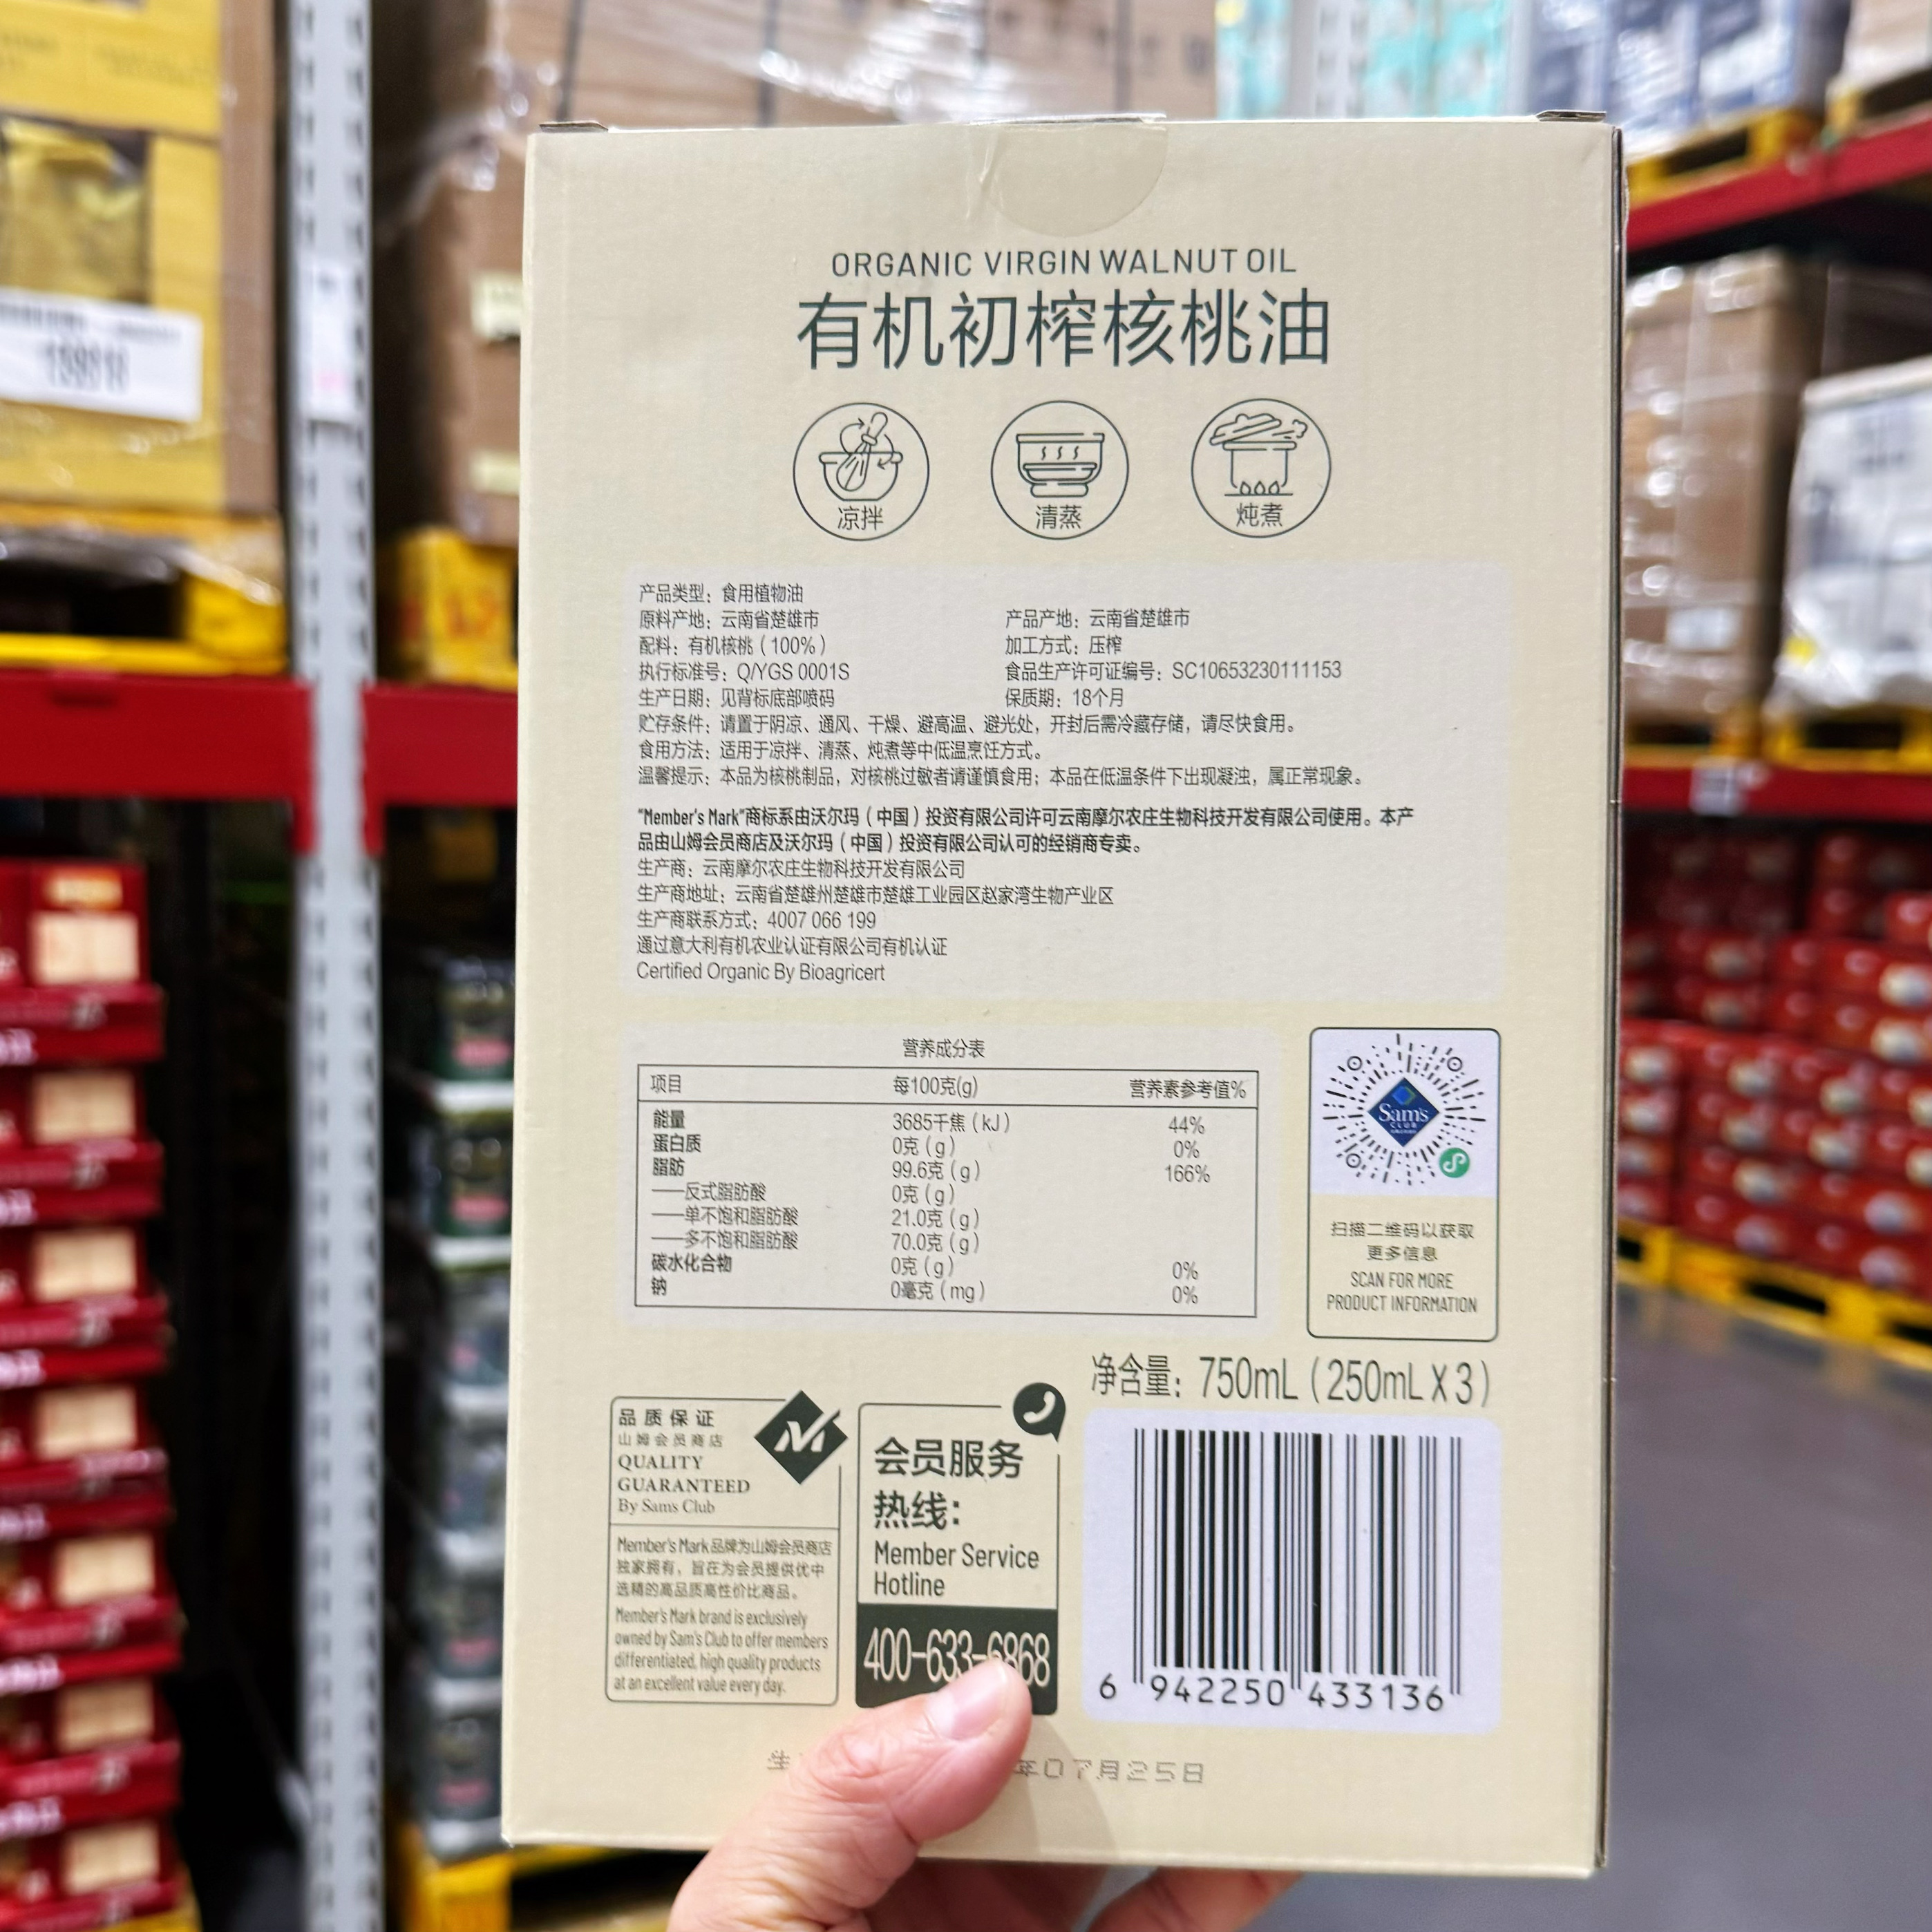 ORGANIC VIRGIN WALNUT OIL
有机初榨核桃油
凉拌
清蒸
炖煮
产品类型：食用植物油
原料产地：云南省楚雄市 产品产地：云南省楚雄市
配料：有机核桃（100%） 加工方式：压榨
执行标准号：Q/YGS 0001S 食品生产许可证编号：SC10653230111153
生产日期：见背标底部喷码 保质期：18个月
贮存条件：请置于阴凉、通风、干燥、避高温、避光处，开封后需冷藏存储，请尽快食用。
食用方法：适用于凉拌、清蒸、炖煮等中低温烹饪方式。
温馨提示：本品为核桃制品，对核桃过敏者请谨慎食用；本品在低温条件下出现凝浊，属正常现象。
“Member's Mark”商标系由沃尔玛（中国）投资有限公司许可云南摩尔农庄生物科技开发有限公司使用。本产
品由山姆会员商店及沃尔玛（中国）投资有限公司认可的经销商专卖。
生产商：云南摩尔农庄生物科技开发有限公司
生产商地址：云南省楚雄州楚雄市楚雄工业园区赵家湾生物产业区
生产商联系方式：4007 066 199
通过意大利有机农业认证有限公司有机认证
Certified Organic By Bioagricert
营养成分表
项目 每100克(g) 营养素参考值%
能量 3685千焦（kJ） 44%
蛋白质 0克（g） 0%
脂肪 99.6克（g） 166%
——反式脂肪酸 0克（g）
——单不饱和脂肪酸 21.0克（g）
——多不饱和脂肪酸 70.0克（g）
碳水化合物 0克（g） 0%
钠 0毫克（mg） 0%
Sam's
CLUB
扫描二维码以获取
更多信息
SCAN FOR MORE
PRODUCT INFORMATION
净含量：750mL（250mL X 3）
品质保证
山姆会员商店
QUALITY
GUARANTEED
By Sams Club
Member's Mark品牌为山姆会员商店
独家拥有，旨在为会员提供优中
选精的高品质高性价比商品。
Member's Mark brand is exclusively
owned by Sam's Club to offer members
differentiated, high quality products
at an excellent value every day.
会员服务
热线：
Member Service
Hotline
400-633-6868
6 942250 433136
生 年07月25日